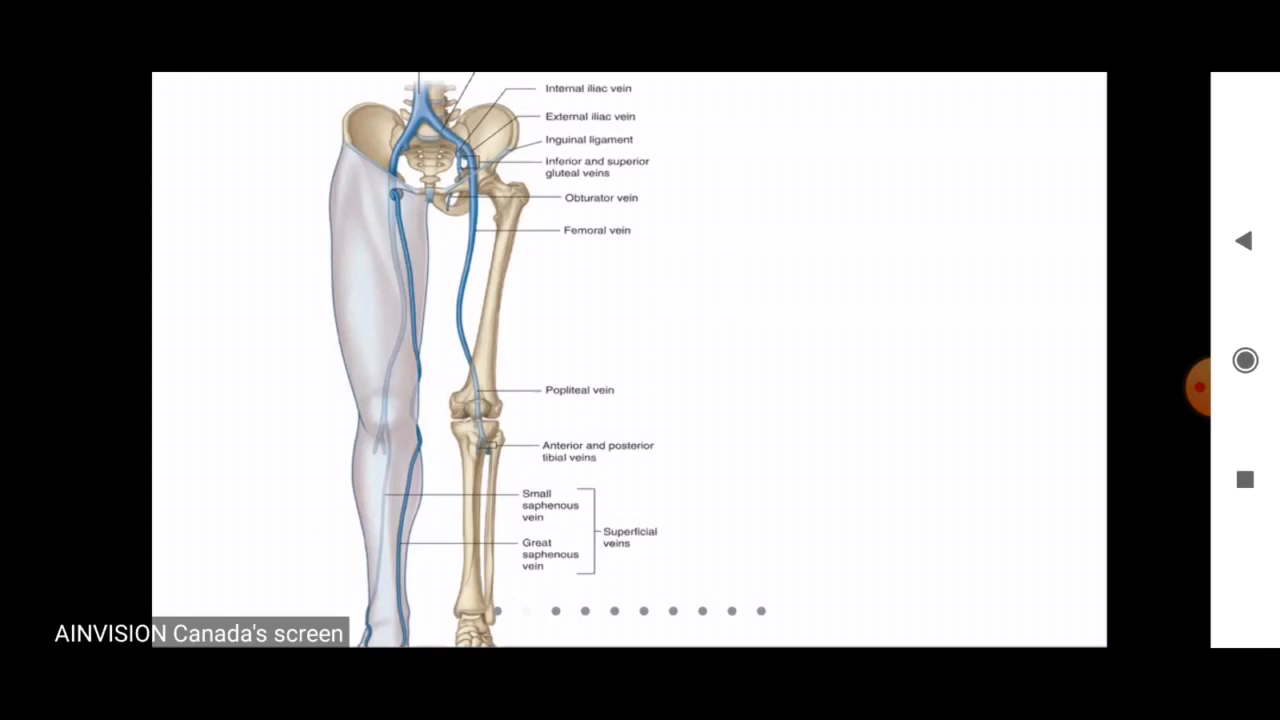 Internal iliac vein
External iliac vein
Inguinal ligament
Inferior and superior
gluteal veins
Obturator vein
Femoral vein
Popliteal vein
Anterior and posterior
tibial veins
Small
saphenous
vein
Great
saphenous
vein
Superficial
veins
AINVISION Canada's screen